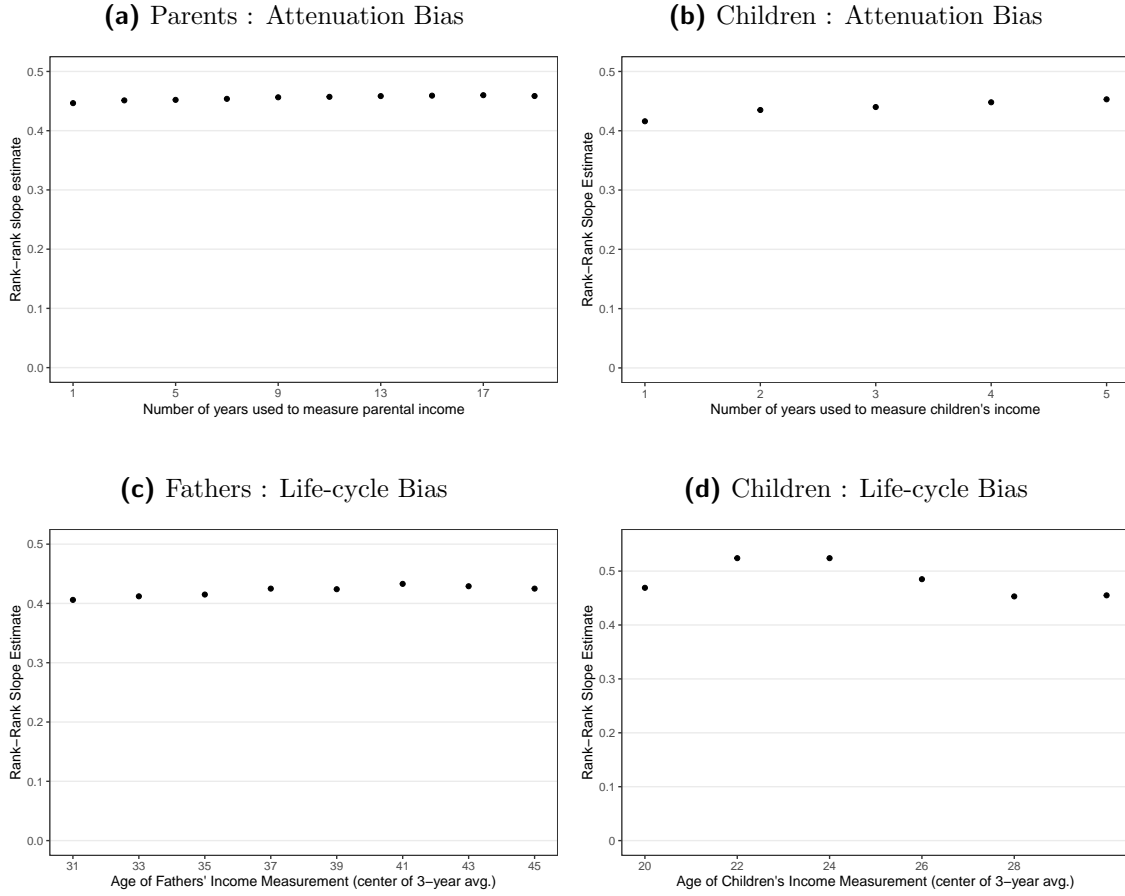 (a) Parents : Attenuation Bias
Rank−rank slope estimate
0.5
0.4
0.3
0.2
0.1
0.0
1 5 9 13 17
Number of years used to measure parental income
(b) Children : Attenuation Bias
Rank−Rank Slope Estimate
0.5
0.4
0.3
0.2
0.1
0
1 2 3 4 5
Number of years used to measure children's income
(c) Fathers : Life-cycle Bias
Rank−Rank Slope Estimate
0.5
0.4
0.3
0.2
0.1
0.0
31 33 35 37 39 41 43 45
Age of Fathers' Income Measurement (center of 3−year avg.)
(d) Children : Life-cycle Bias
Rank−Rank Slope Estimate
0.5
0.4
0.3
0.2
0.1
0
20 22 24 26 28
Age of Children's Income Measurement (center of 3−year avg.)